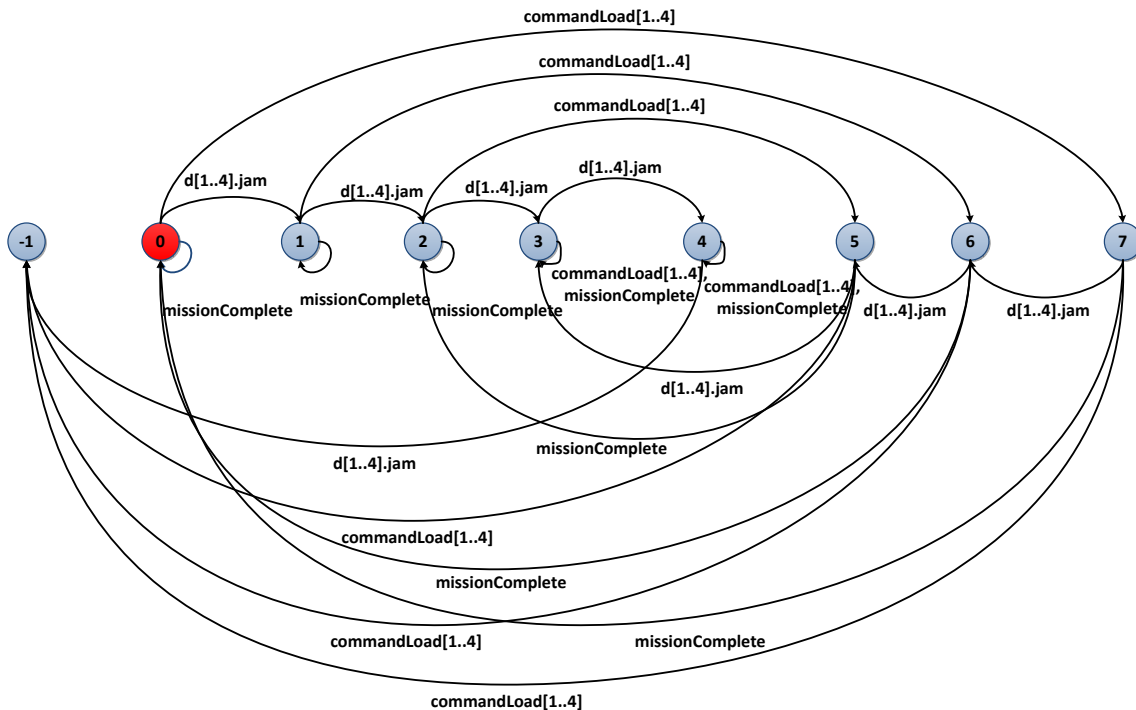 commandLoad[1..4]
commandLoad[1..4]
commandLoad[1..4]
d[1..4].jam
d[1..4].jam
d[1..4].jam
d[1..4].jam
-1
0
1
2
3
4
5
6
7
missionComplete
missionComplete
missionComplete
commandLoad[1..4],
missionComplete
commandLoad[1..4],
missionComplete
d[1..4].jam
d[1..4].jam
d[1..4].jam
missionComplete
d[1..4].jam
commandLoad[1..4]
missionComplete
commandLoad[1..4]
missionComplete
commandLoad[1..4]